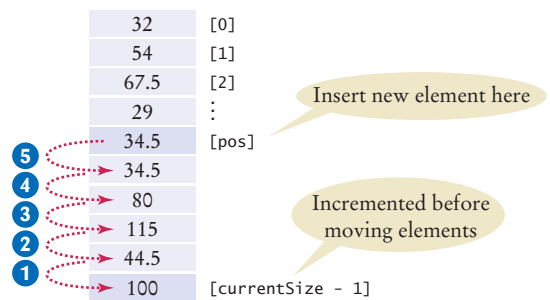 32 [0]
54 [1]
67.5 [2]
29 ⋮
Insert new element here
34.5 [pos]
5
34.5
4
80
3
Incremented before
moving elements
115
2
44.5
1
100 [currentSize - 1]